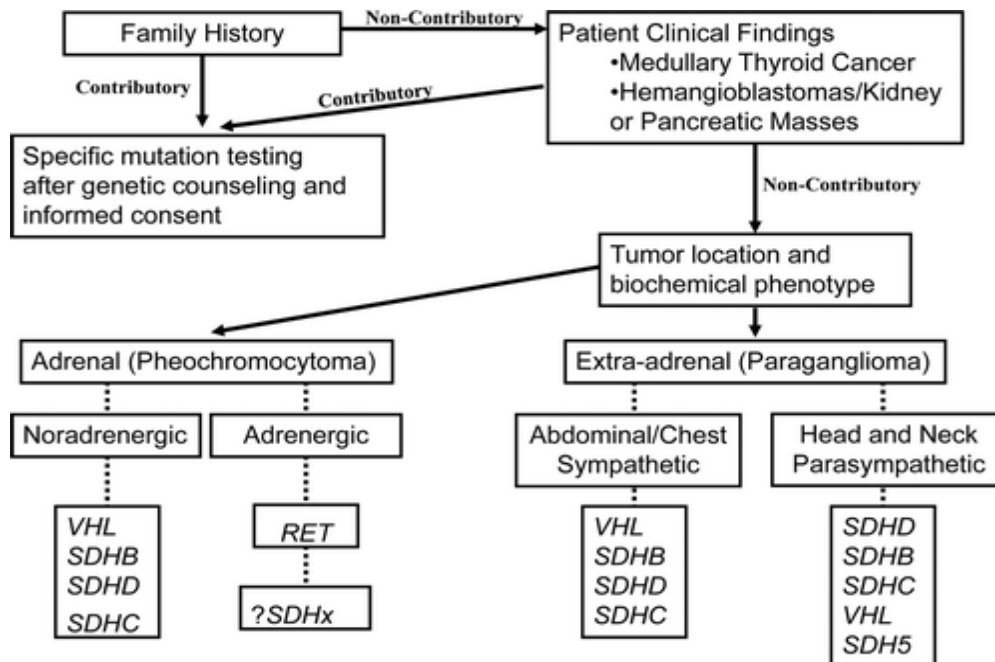 Family History
Non-Contributory
Patient Clinical Findings
•Medullary Thyroid Cancer
•Hemangioblastomas/Kidney
or Pancreatic Masses
Contributory
Contributory
Specific mutation testing
after genetic counseling and
informed consent
Non-Contributory
Tumor location and
biochemical phenotype
Adrenal (Pheochromocytoma)
Extra-adrenal (Paraganglioma)
Noradrenergic
Adrenergic
Abdominal/Chest
Sympathetic
Head and Neck
Parasympathetic
VHL
SDHB
SDHD
SDHC
RET
?SDHx
VHL
SDHB
SDHD
SDHC
SDHD
SDHB
SDHC
VHL
SDH5